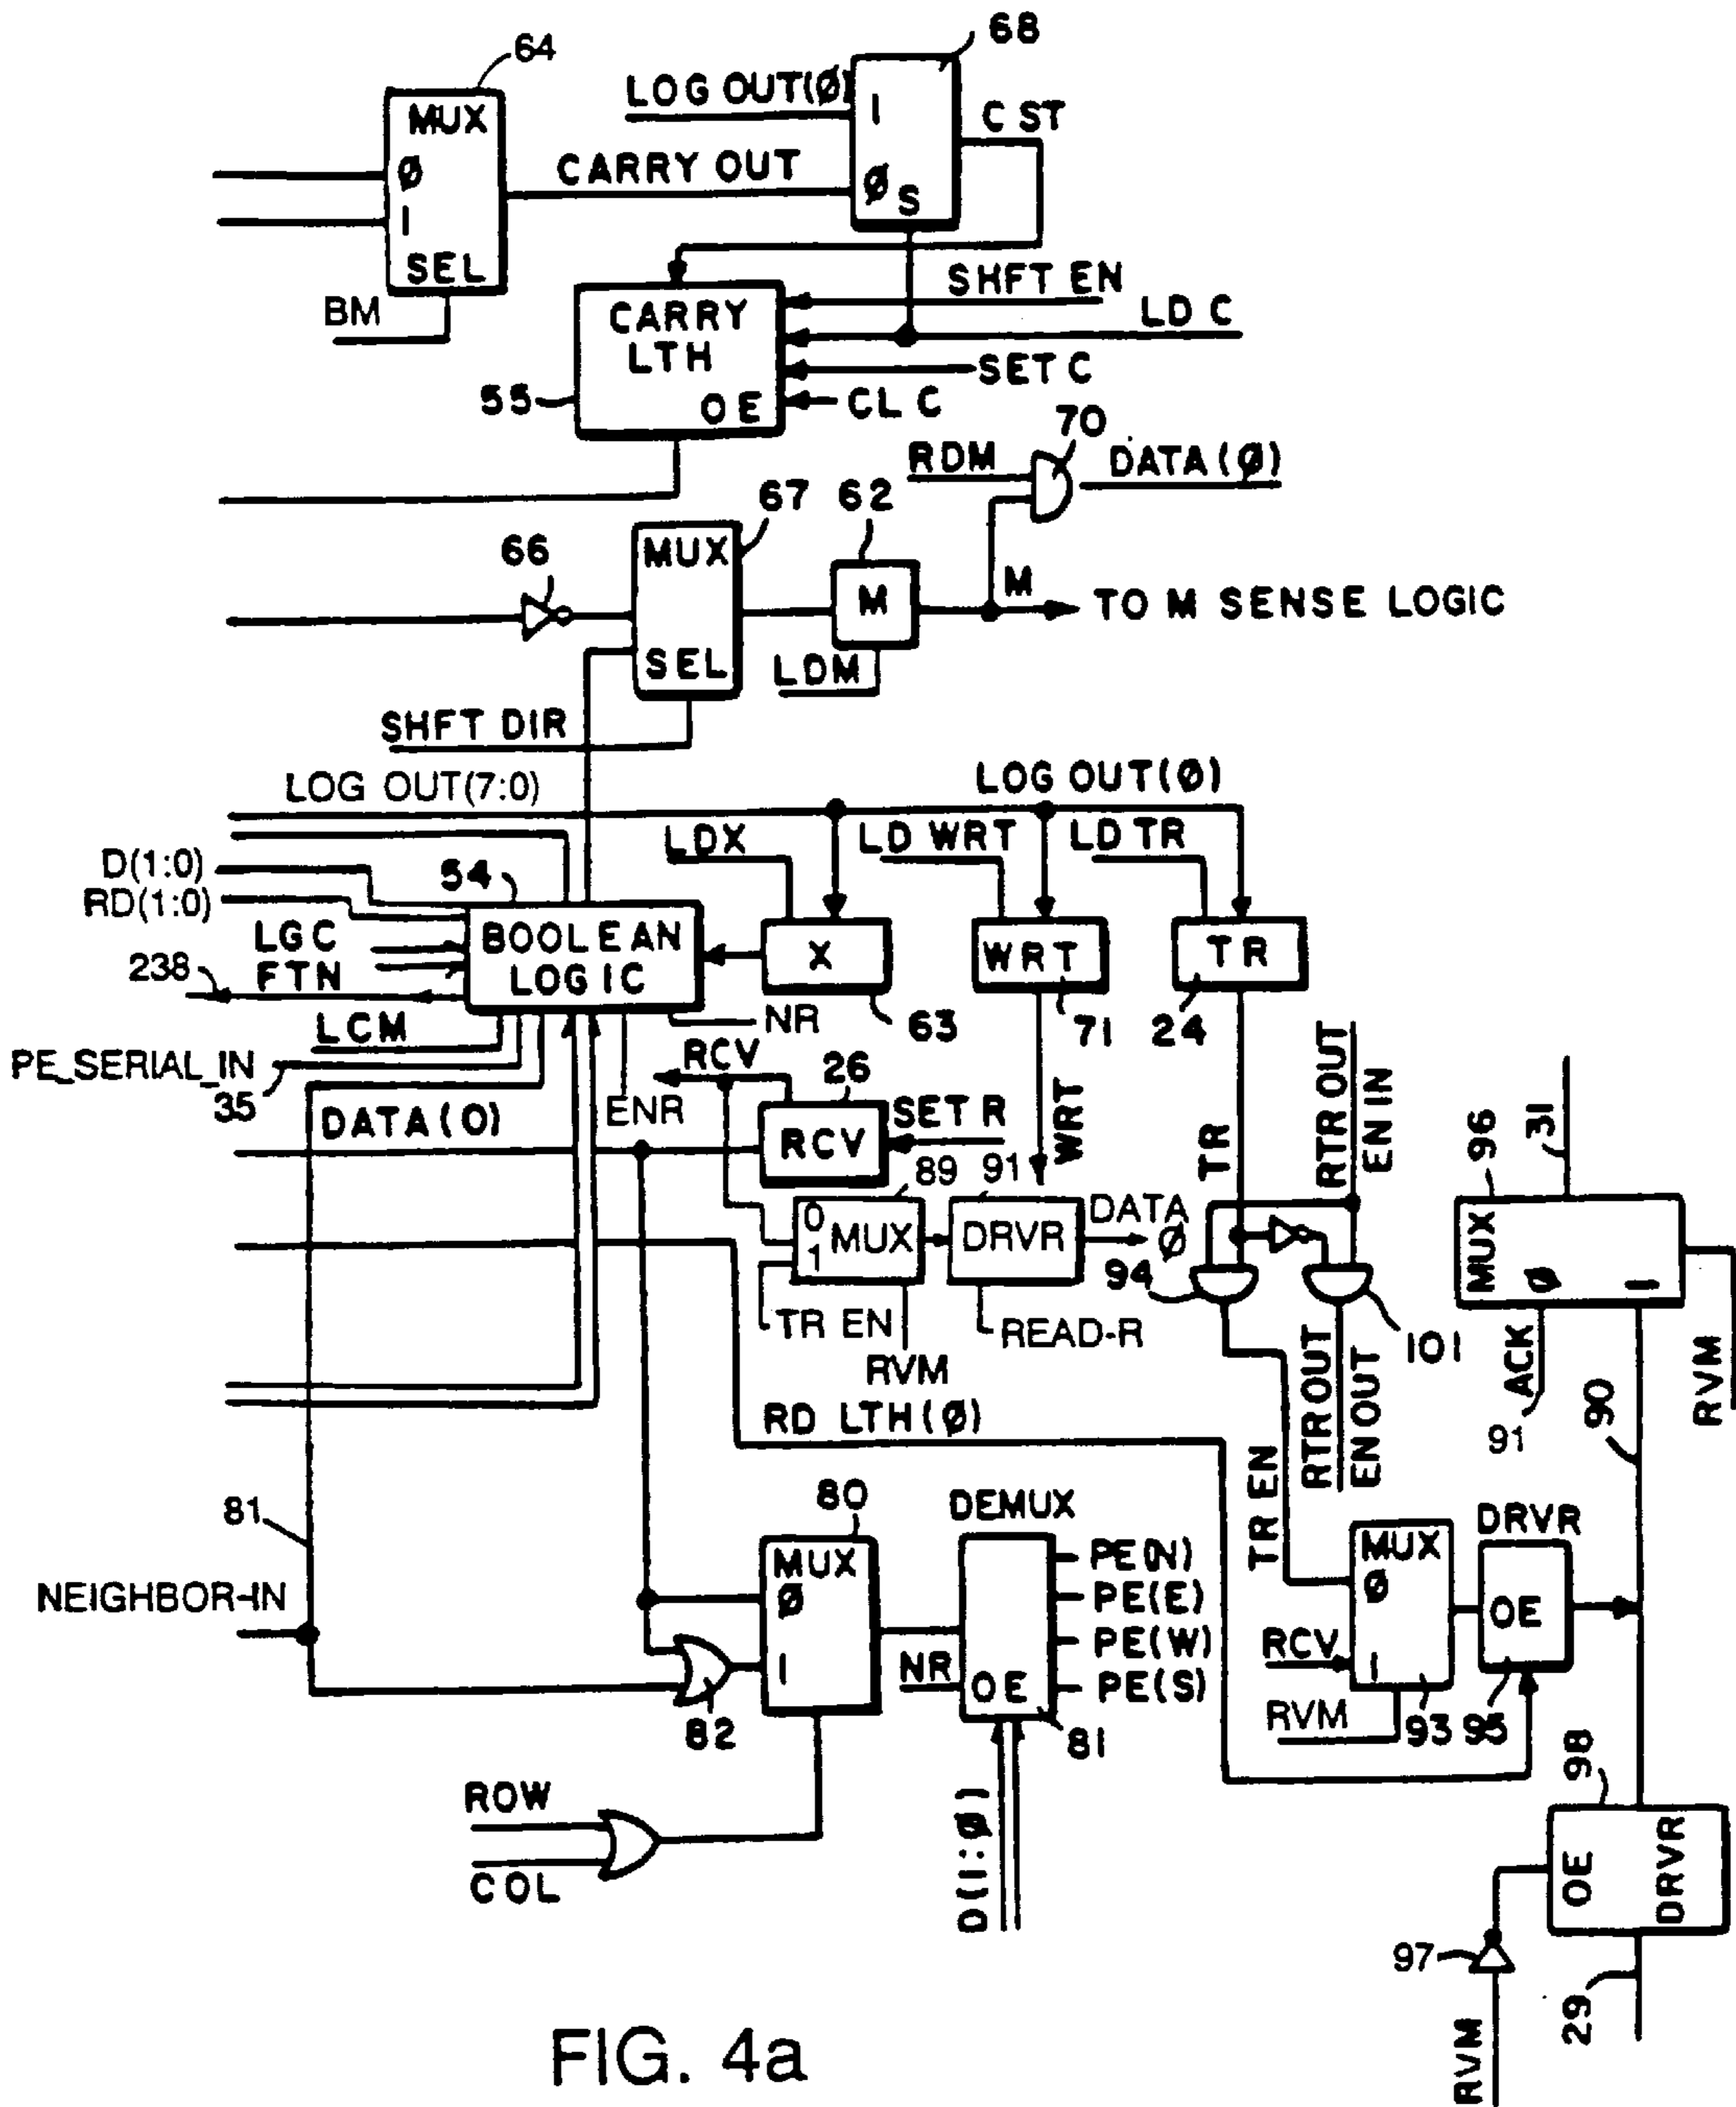 64
68
MUX
LOG OUT(Ø)
I
C ST
Ø
CARRY OUT
Ø
S
I
SEL
SHFT EN
BM
CARRY
LTH
LD C
SET C
55
OE
CL C
70
RDM
DATA(Ø)
67
62
66
MUX
M
M
TO M SENSE LOGIC
SEL
LDM
SHFT DIR
LOG OUT(7:0)
LOG OUT(Ø)
LDX
LD WRT
LD TR
D(1:0)
54
RD(1:0)
LGC
BOOLEAN
LOGIC
X
WRT
TR
238
FTN
63
71
24
LCM
NR
PE_SERIAL_IN
35
RCV
26
ENR
SET R
WRT
TR
RTROUT
EN IN
DATA(0)
RCV
96
31
89
91
0
1
MUX
DRVR
DATA
Ø
94
MUX
Ø
I
TR EN
READ-R
101
RVM
RTROUT
EN OUT
ACK
91
90
RVM
RD LTH(Ø)
TR EN
81
80
DEMUX
DRVR
MUX
Ø
I
PE(N)
PE(E)
PE(W)
PE(S)
MUX
Ø
I
OE
NEIGHBOR-IN
RCV
NR
OE
82
81
RVM
93
95
98
ROW
COL
D(1:Ø)
OE
DRVR
97
29
RVM
FIG. 4a